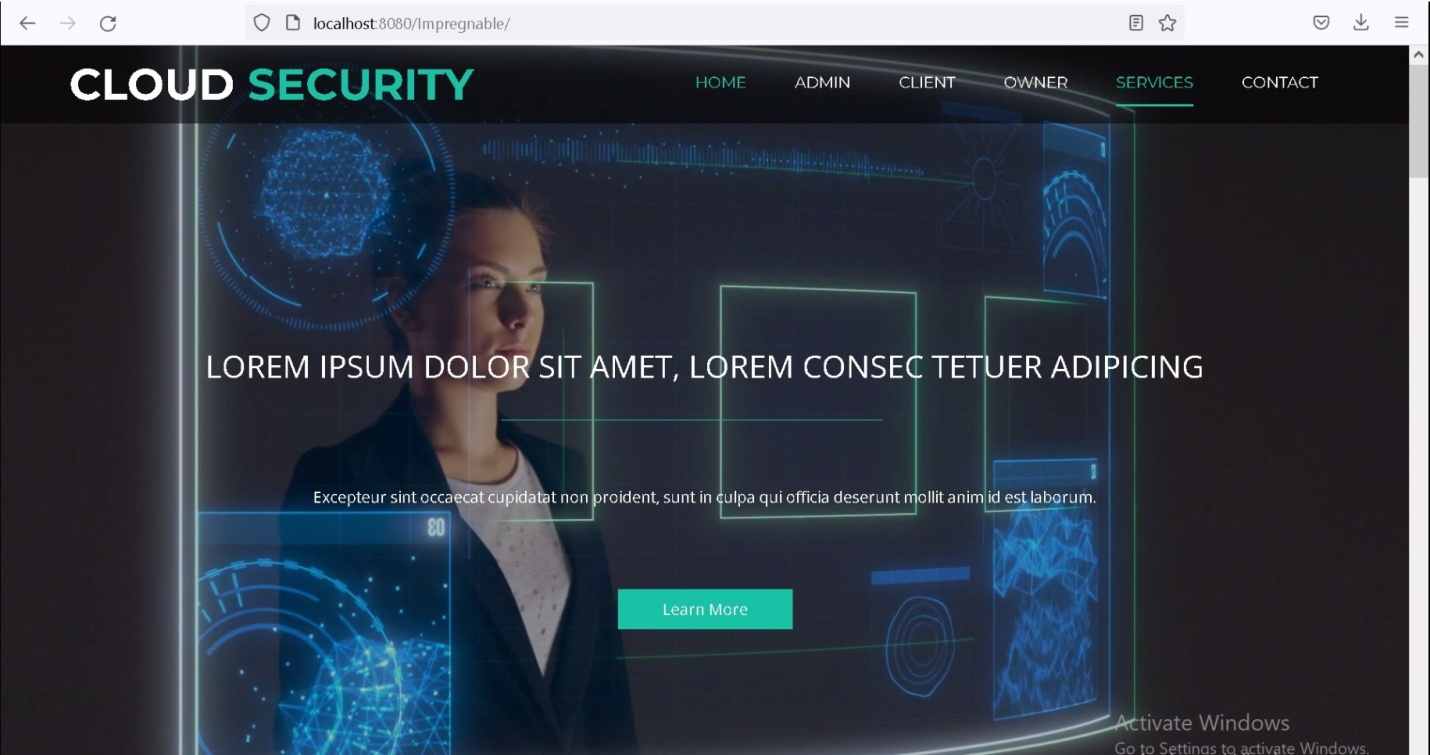 localhost:8080/Impregnable/
CLOUD SECURITY
HOME ADMIN CLIENT OWNER SERVICES CONTACT
LOREM IPSUM DOLOR SIT AMET, LOREM CONSEC TETUER ADIPICING
Excepteur sint occaecat cupidatat non proident, sunt in culpa qui officia deserunt mollit anim id est laborum.
03
Learn More
Activate Windows
Go to Settings to activate Windows.